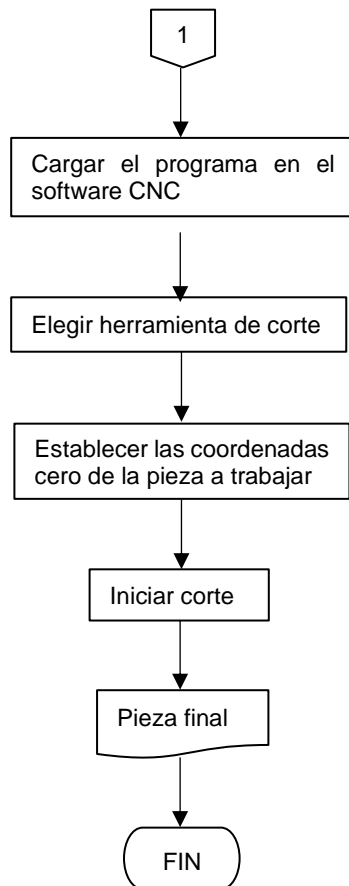 1
Cargar el programa en el
software CNC
Elegir herramienta de corte
Establecer las coordenadas
cero de la pieza a trabajar
Iniciar corte
Pieza final
FIN